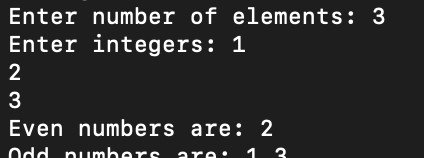 Enter number of elements: 3
Enter integers: 1
2
3
Even numbers are: 2
Odd numbers are: 1 3